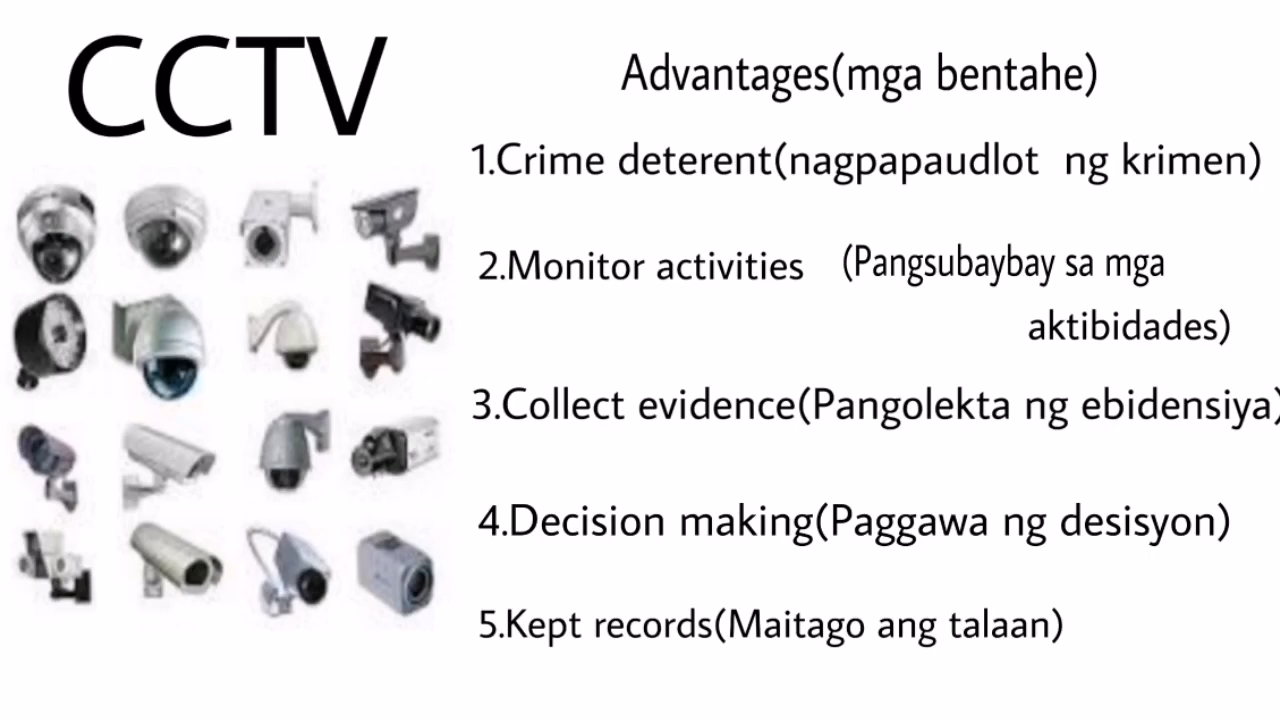 CCTV
Advantages(mga bentahe)
1.Crime deterent(nagpapaudlot ng krimen)
2.Monitor activities (Pangsubaybay sa mga
aktibidades)
3.Collect evidence(Pangolekta ng ebidensiya)
4.Decision making(Paggawa ng desisyon)
5.Kept records(Maitago ang talaan)